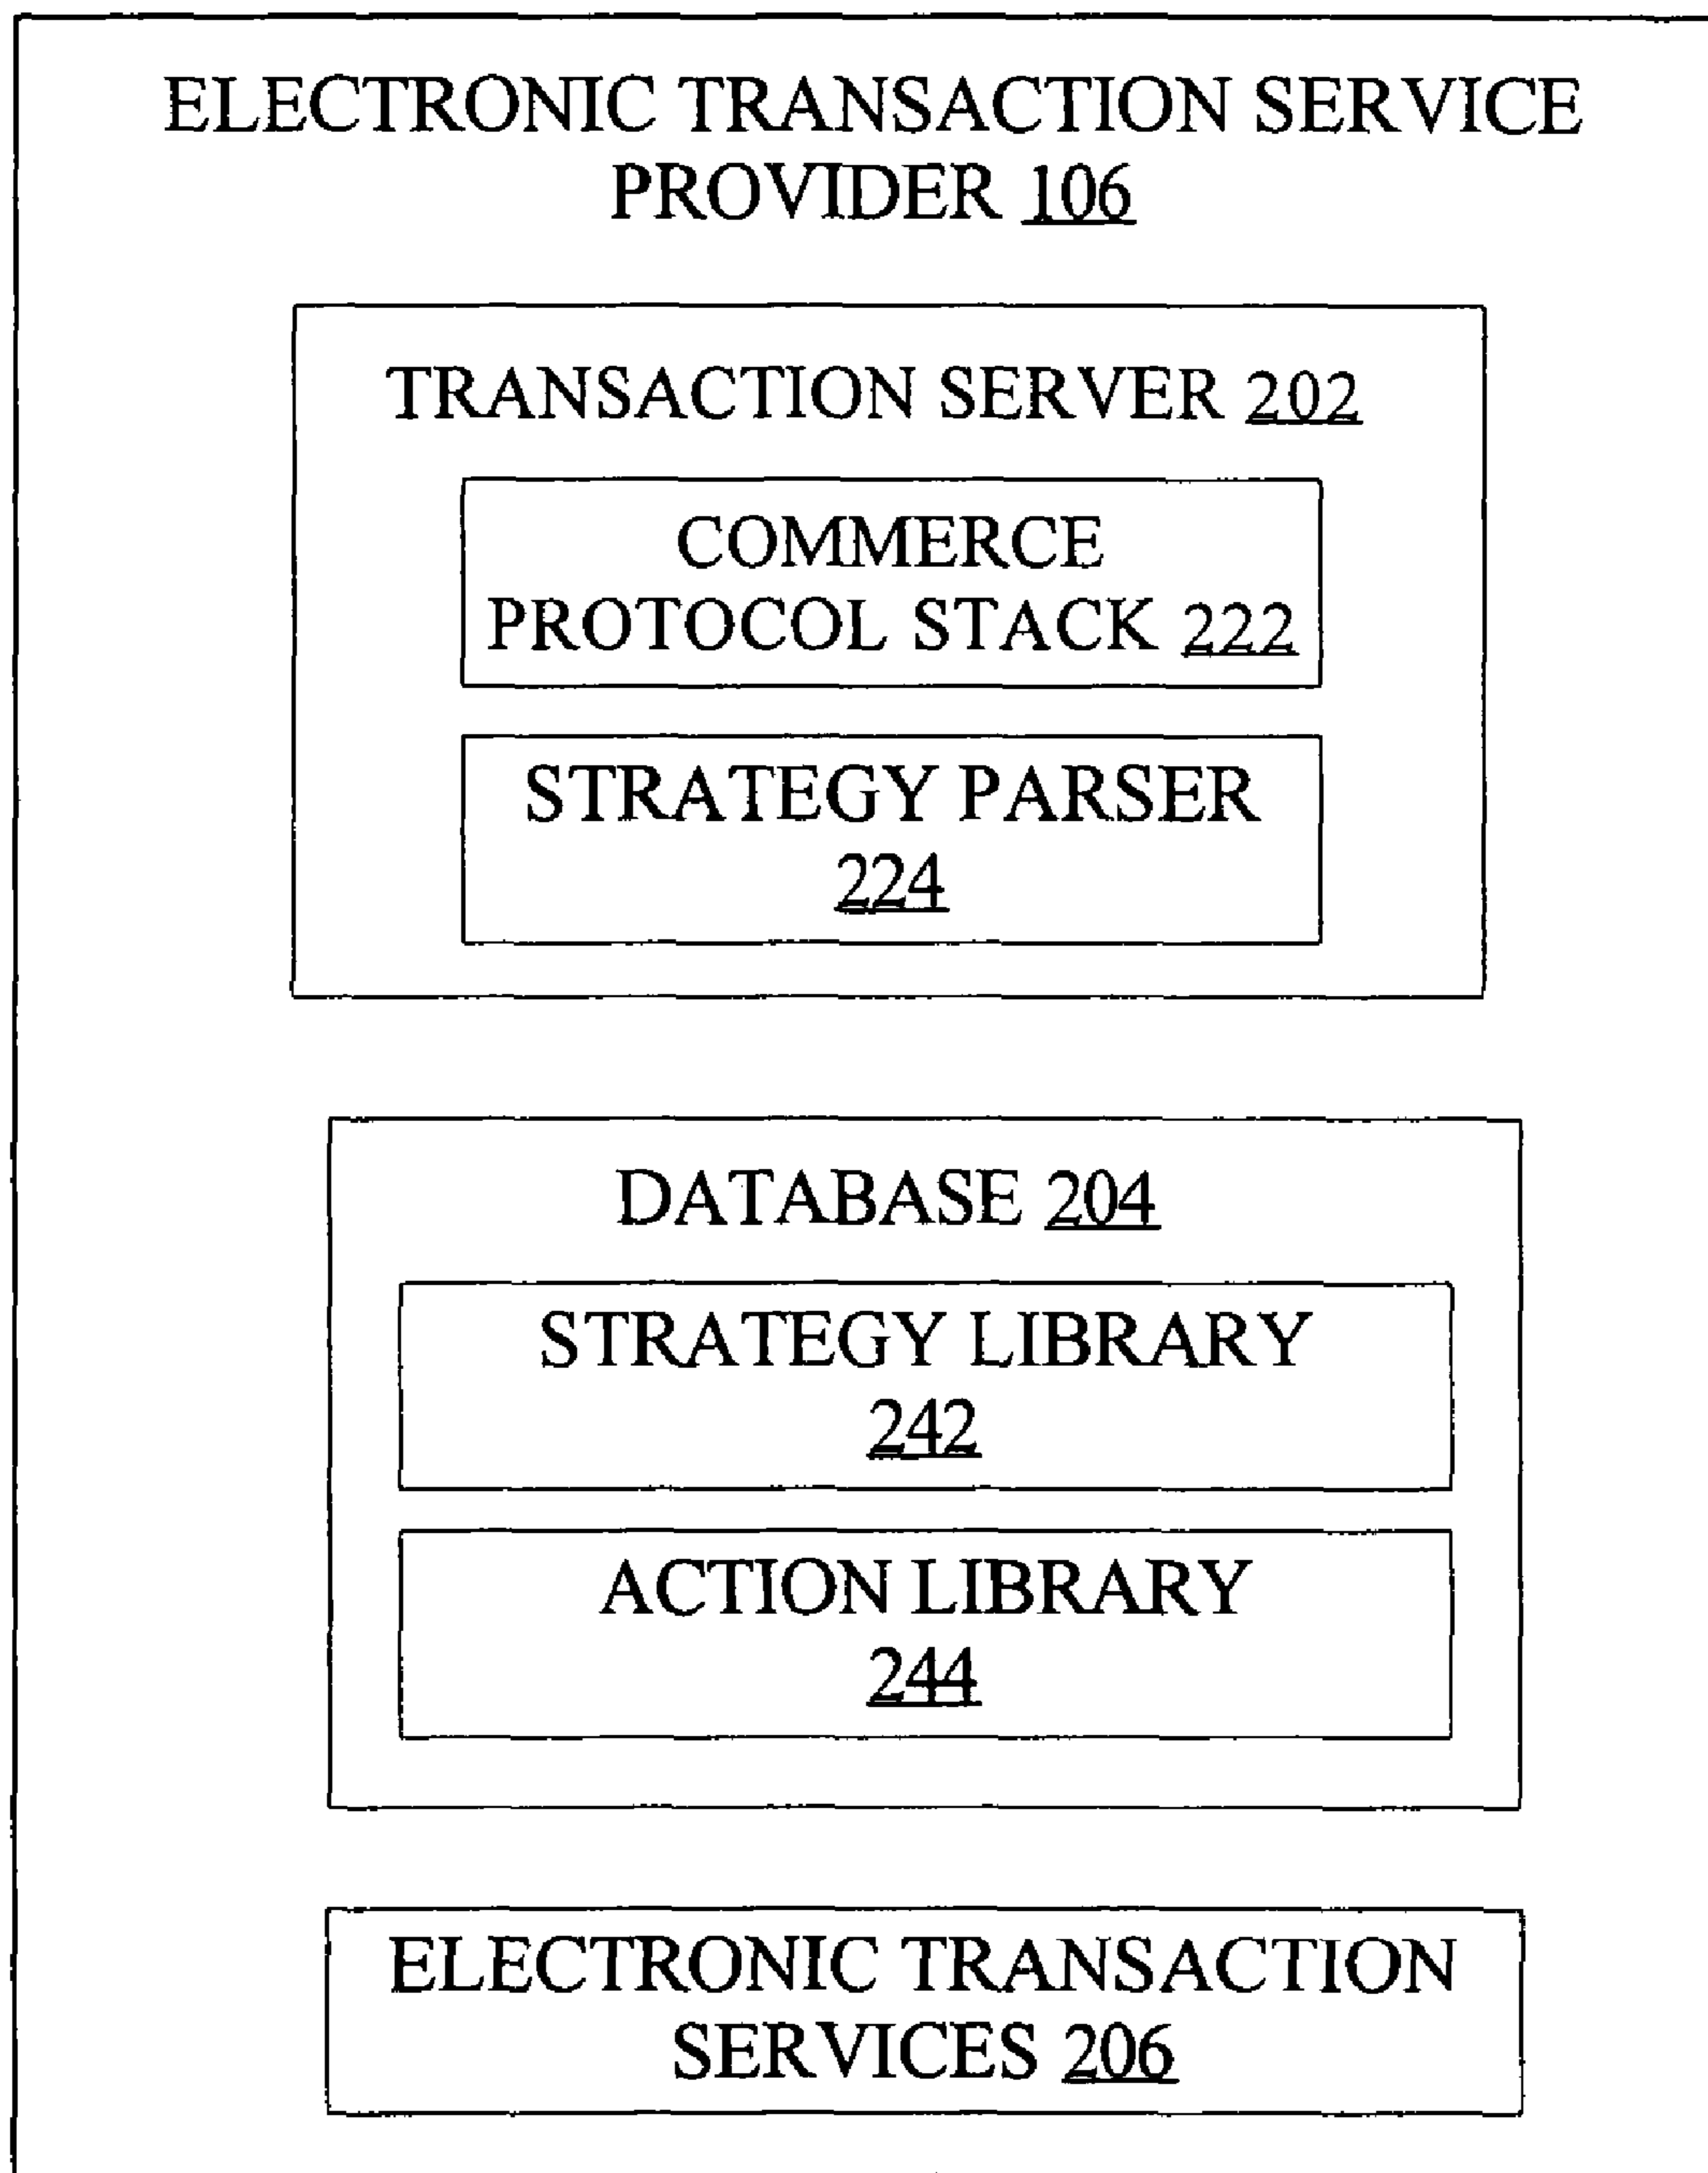 ELECTRONIC TRANSACTION SERVICE
PROVIDER 106
TRANSACTION SERVER 202
COMMERCE
PROTOCOL STACK 222
STRATEGY PARSER
224
DATABASE 204
STRATEGY LIBRARY
242
ACTION LIBRARY
244
ELECTRONIC TRANSACTION
SERVICES 206